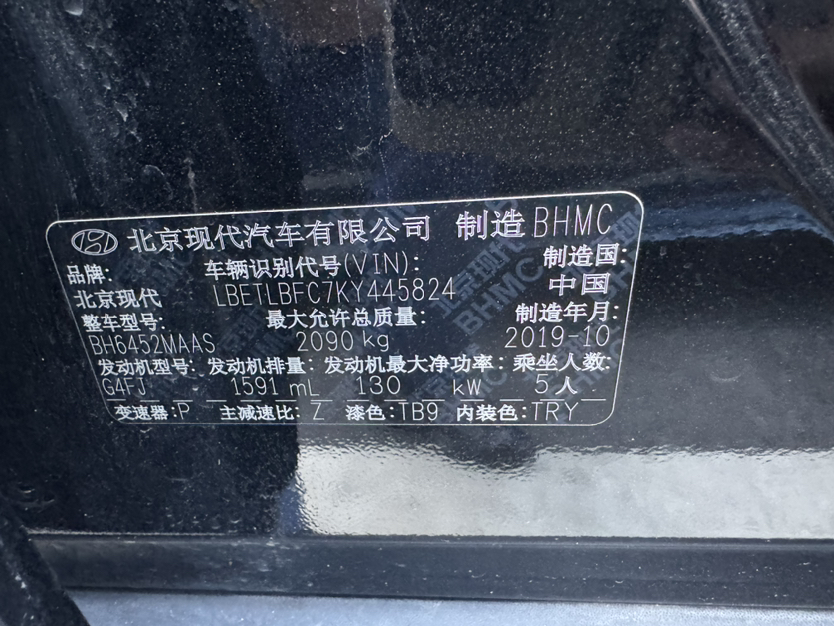 北京现代汽车有限公司 制造BHMC
品牌: 车辆识别代号(VIN): 制造国:
北京现代 LBETLBFC7KY445824 中国
整车型号: 最大允许总质量: 制造年月:
BH6452MAAS 2090 kg 2019-10
发动机型号: 发动机排量: 发动机最大净功率: 乘坐人数:
G4FJ 1591 mL 130 kW 5人
变速器:P 主减速比: Z 漆色:TB9 内装色:TRY